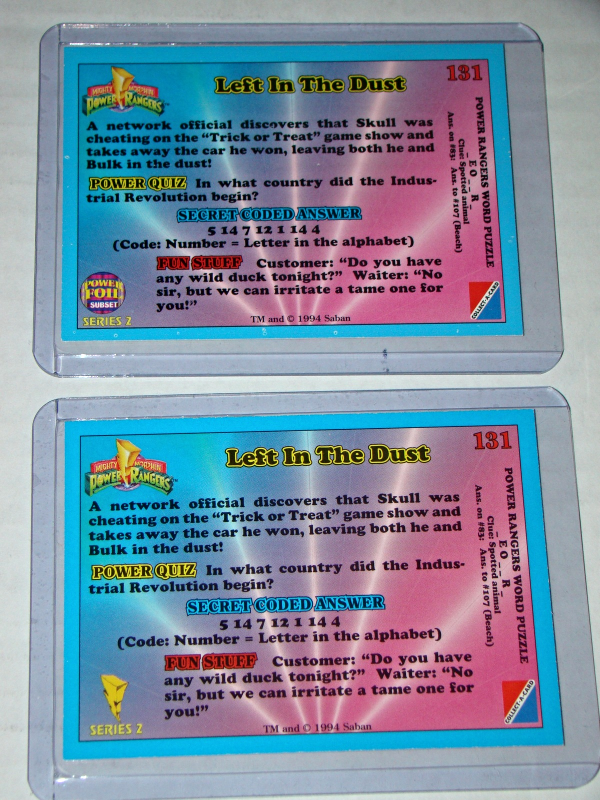 MIGHTY MORPHIN
POWER RANGERS
Left In The Dust
131
A network official discovers that Skull was
cheating on the "Trick or Treat" game show and
takes away the car he won, leaving both he and
Bulk in the dust!
POWER QUIZ In what country did the Indus-
trial Revolution begin?
SECRET CODED ANSWER
5 14 7 12 1 14 4
(Code: Number = Letter in the alphabet)
FUN STUFF Customer: "Do you have
any wild duck tonight?" Waiter: "No
sir, but we can irritate a tame one for
you!"
POWER
FOIL
SUBSET
SERIES 2
TM and © 1994 Saban
POWER RANGERS WORD PUZZLE
_ E O _ _ R _
Clue: Spotted animal
Ans. on #83: Ans. to #107 (Beach)
COLLECT-A-CARD
MIGHTY MORPHIN
POWER RANGERS
Left In The Dust
131
A network official discovers that Skull was
cheating on the "Trick or Treat" game show and
takes away the car he won, leaving both he and
Bulk in the dust!
POWER QUIZ In what country did the Indus-
trial Revolution begin?
SECRET CODED ANSWER
5 14 7 12 1 14 4
(Code: Number = Letter in the alphabet)
FUN STUFF Customer: "Do you have
any wild duck tonight?" Waiter: "No
sir, but we can irritate a tame one for
you!"
SERIES 2
TM and © 1994 Saban
POWER RANGERS WORD PUZZLE
_ E O _ _ R _
Clue: Spotted animal
Ans. on #83: Ans. to #107 (Beach)
COLLECT-A-CARD